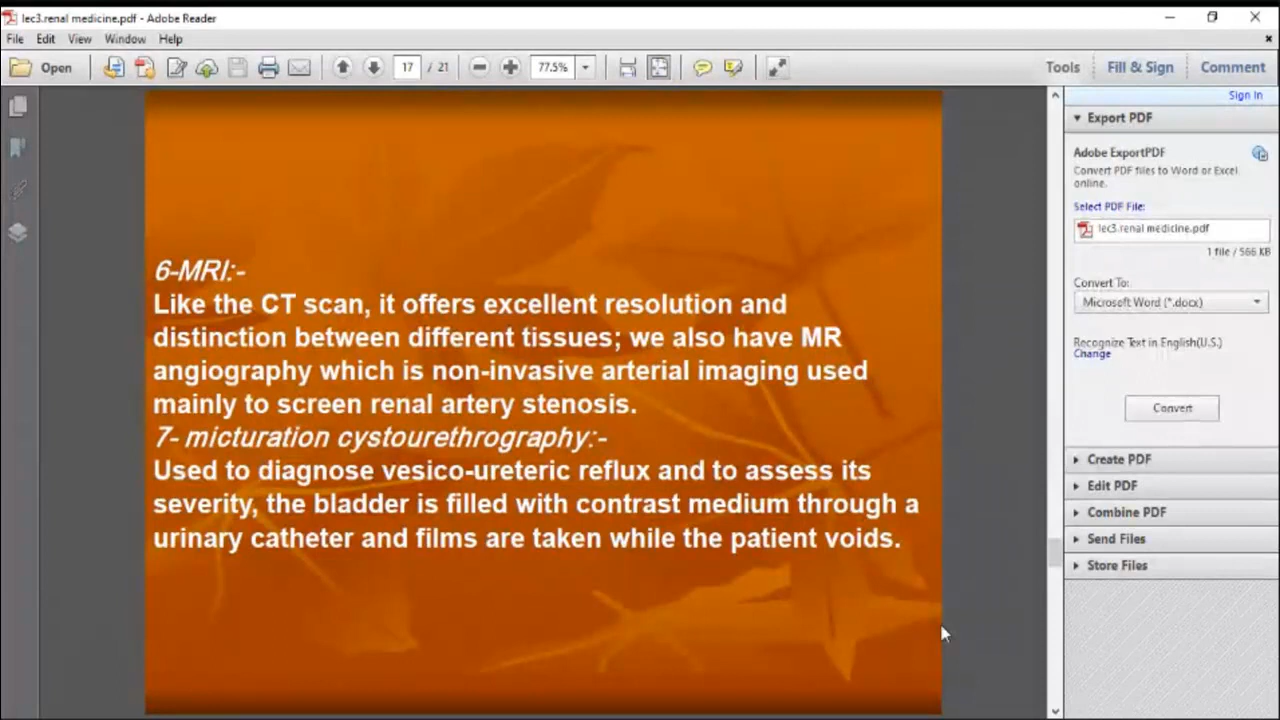 lec3.renal medicine.pdf - Adobe Reader
File Edit View Window Help
Open 17 / 21 77.5% Tools Fill & Sign Comment
Sign In
Export PDF
Adobe ExportPDF
Convert PDF files to Word or Excel
online.
Select PDF File:
lec3.renal medicine.pdf
1 file / 566 KB
Convert To:
Microsoft Word (*.docx)
Recognize Text in English(U.S.)
Change
Convert
Create PDF
Edit PDF
Combine PDF
Send Files
Store Files
6-MRI:-
Like the CT scan, it offers excellent resolution and
distinction between different tissues; we also have MR
angiography which is non-invasive arterial imaging used
mainly to screen renal artery stenosis.
7- micturation cystourethrography:-
Used to diagnose vesico-ureteric reflux and to assess its
severity, the bladder is filled with contrast medium through a
urinary catheter and films are taken while the patient voids.